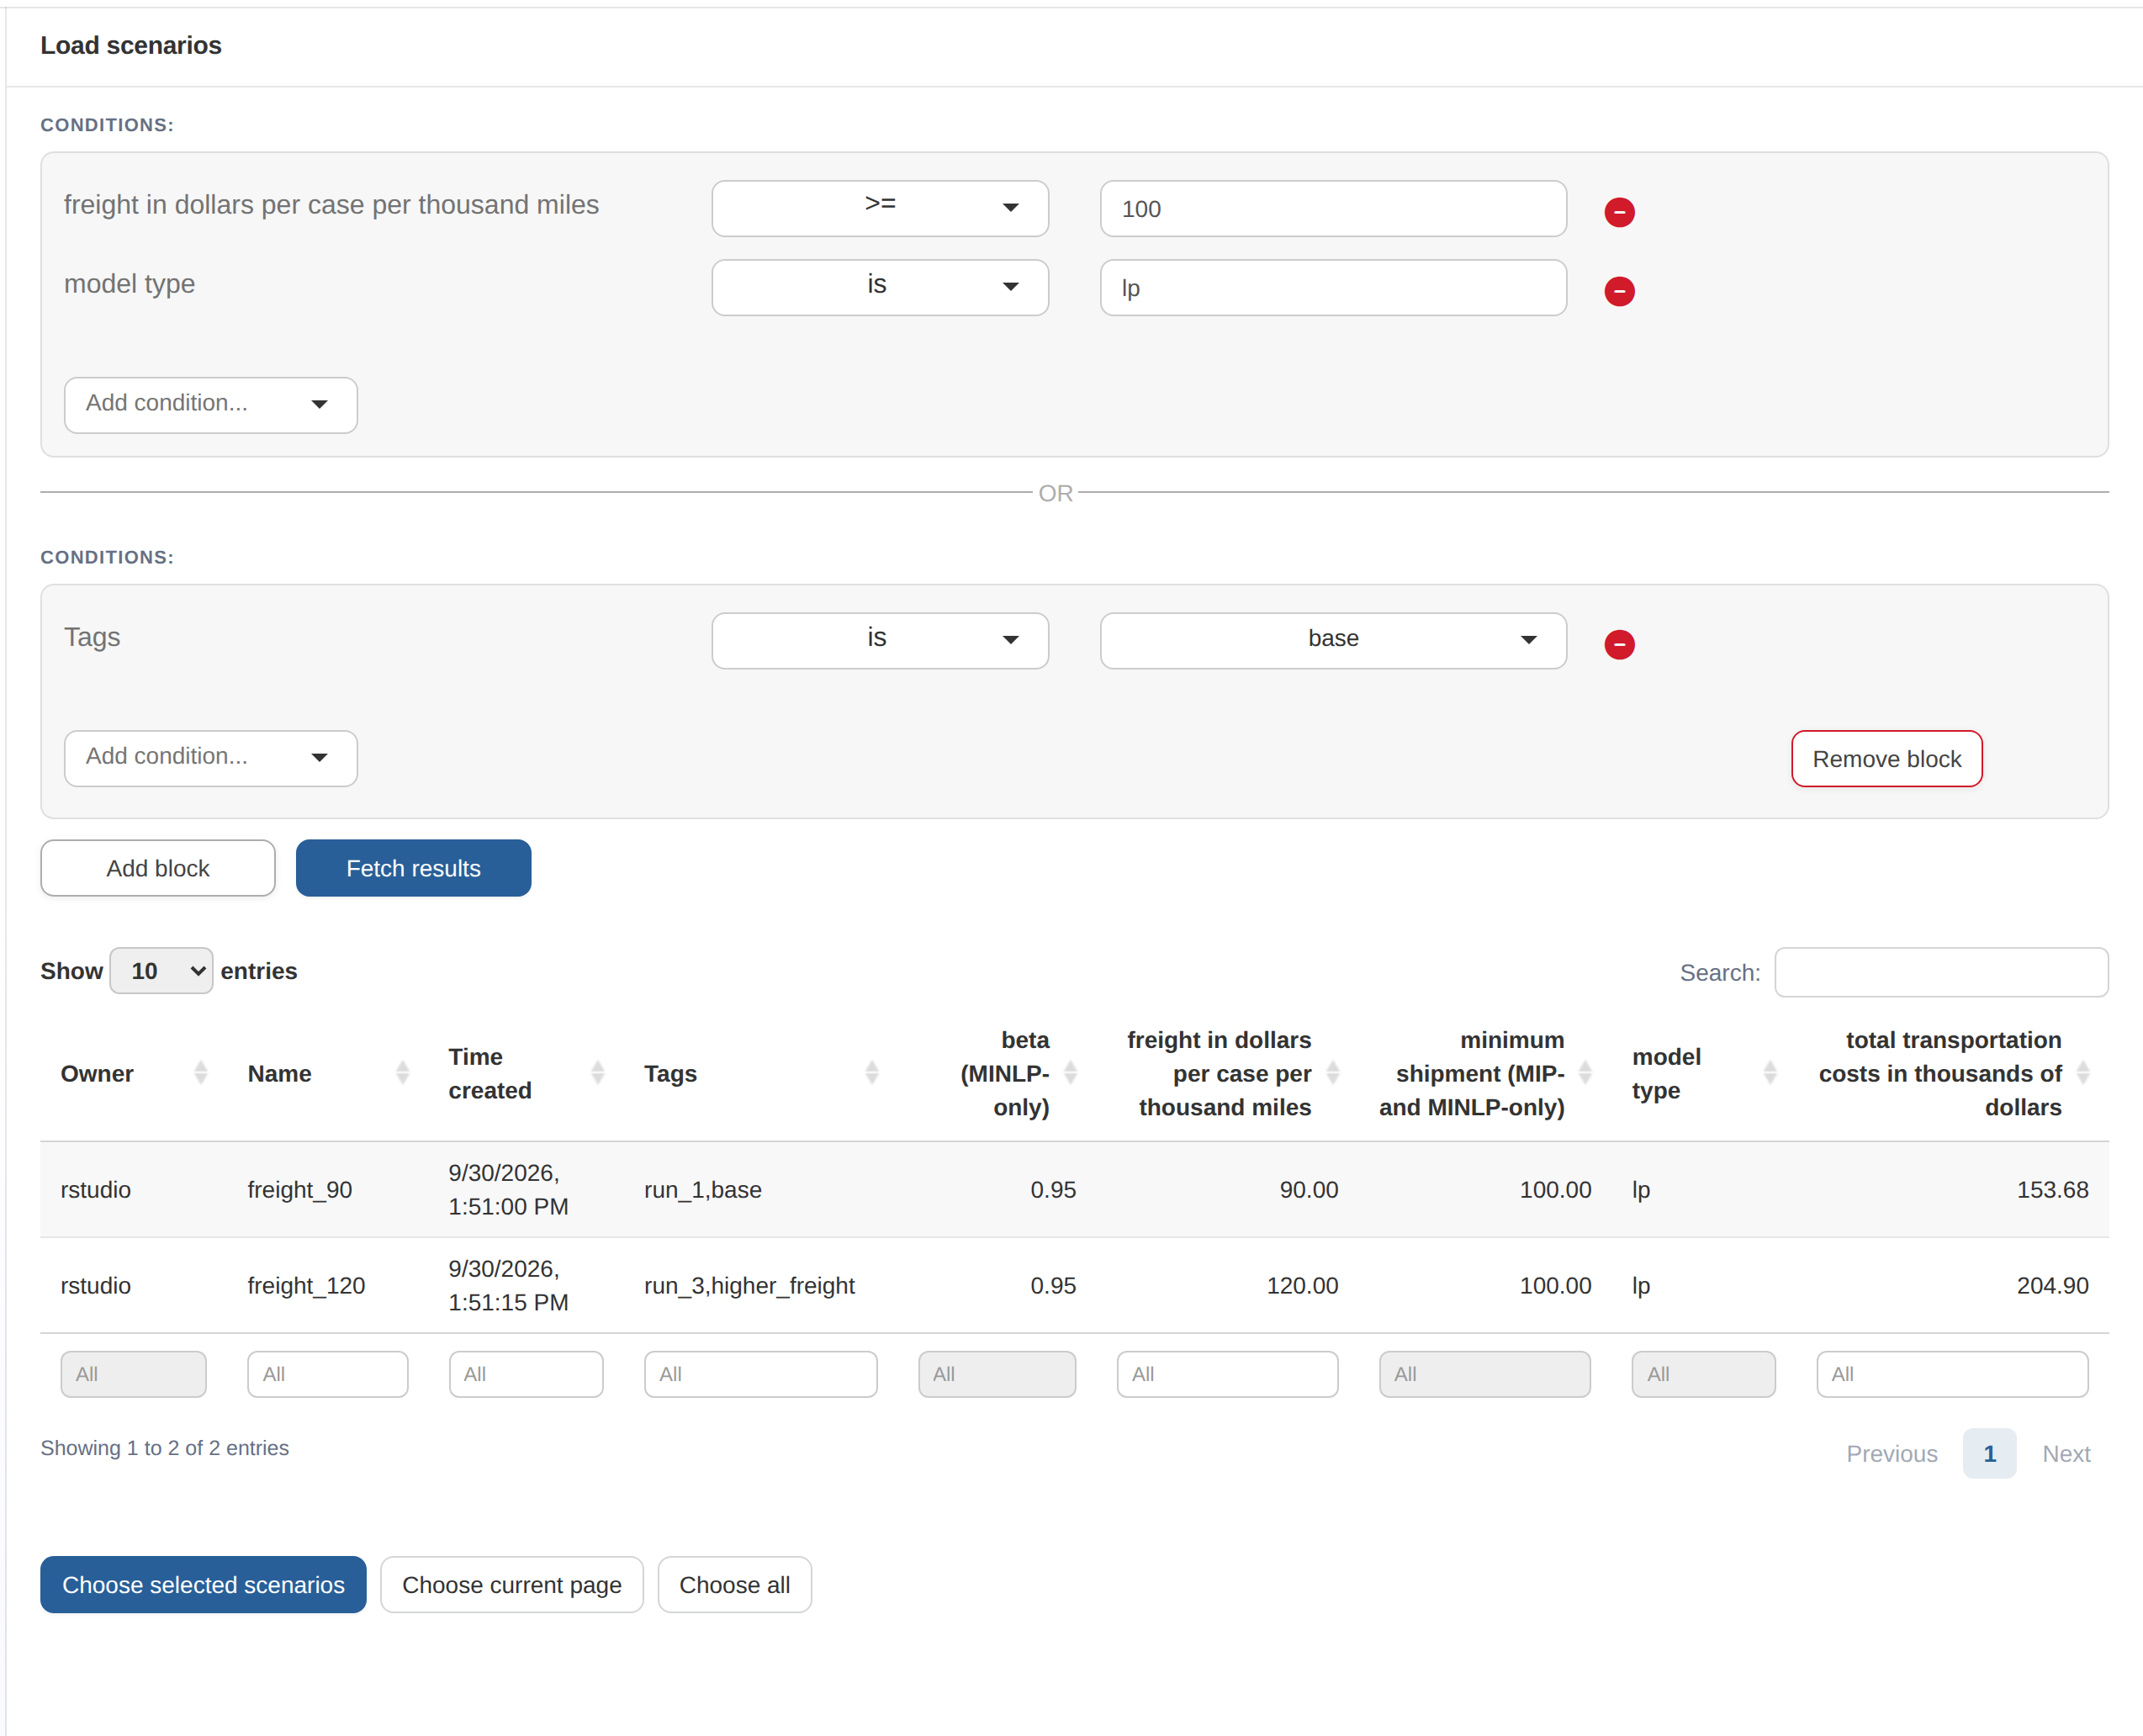 Load scenarios
CONDITIONS:
freight in dollars per case per thousand miles >= 100
model type is lp
Add condition...
OR
CONDITIONS:
Tags is base
Add condition... Remove block
Add block Fetch results
Show 10 entries Search:
Owner Name Time created Tags beta (MINLP-only) freight in dollars per case per thousand miles minimum shipment (MIP-and MINLP-only) model type total transportation costs in thousands of dollars
rstudio freight_90 9/30/2026, 1:51:00 PM run_1,base 0.95 90.00 100.00 lp 153.68
rstudio freight_120 9/30/2026, 1:51:15 PM run_3,higher_freight 0.95 120.00 100.00 lp 204.90
All All All All All All All All All
Showing 1 to 2 of 2 entries Previous 1 Next
Choose selected scenarios Choose current page Choose all